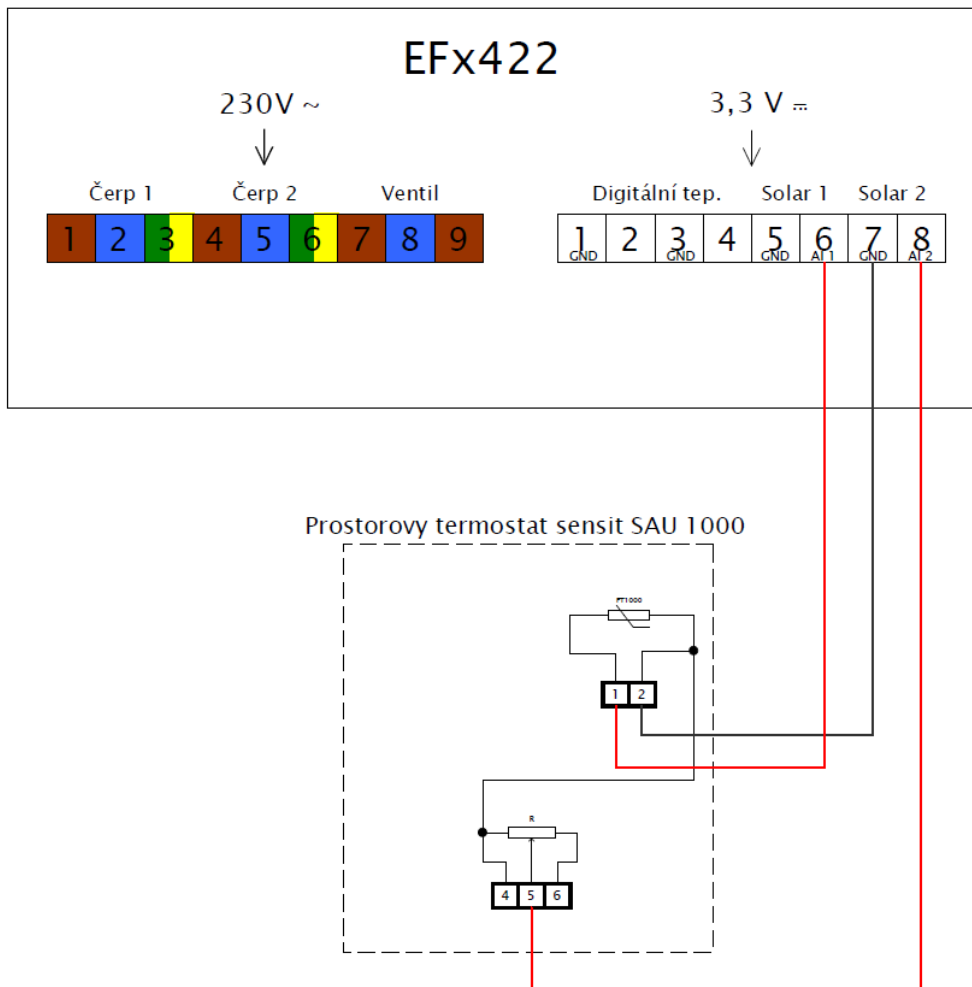 EFx422
230V ~
3,3 V ⎓
Čerp 1 Čerp 2 Ventil
Digitální tep. Solar 1 Solar 2
1 2 3 4 5 6 7 8 9
1 2 3 4 5 6 7 8
GND GND GND AI 1 GND AI 2
Prostorovy termostat sensit SAU 1000
PT1000
1 2
R
4 5 6